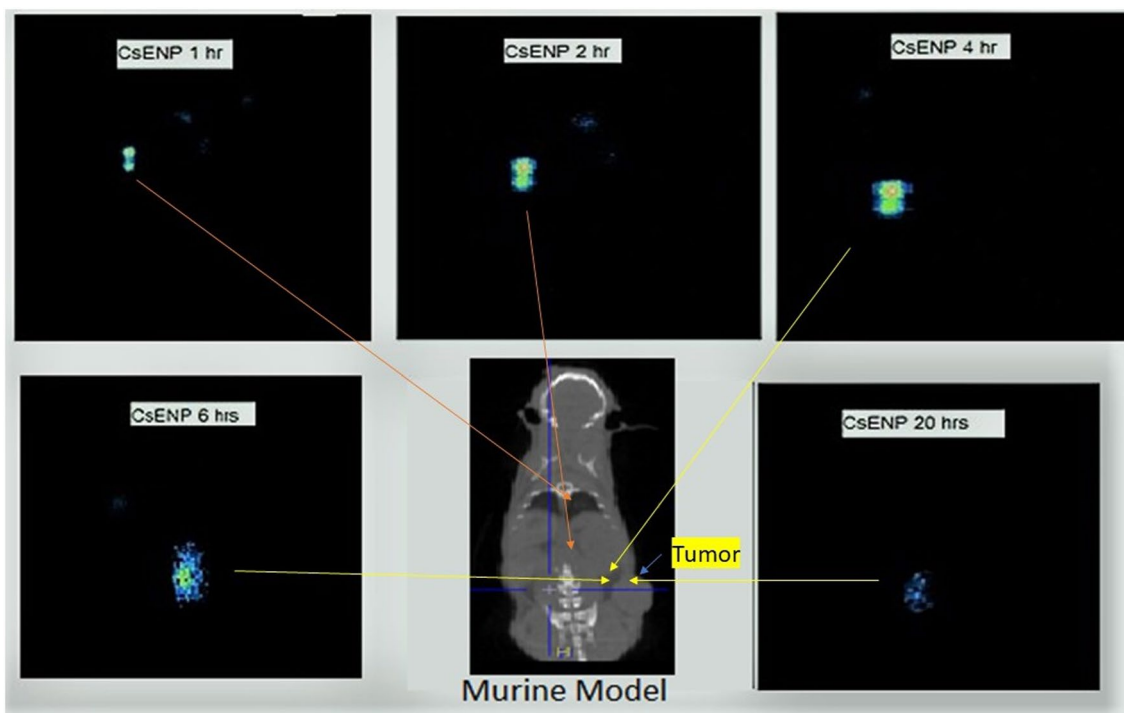 CsENP 1 hr
CsENP 2 hr
CsENP 4 hr
CsENP 6 hrs
CsENP 20 hrs
Tumor
H
Murine Model